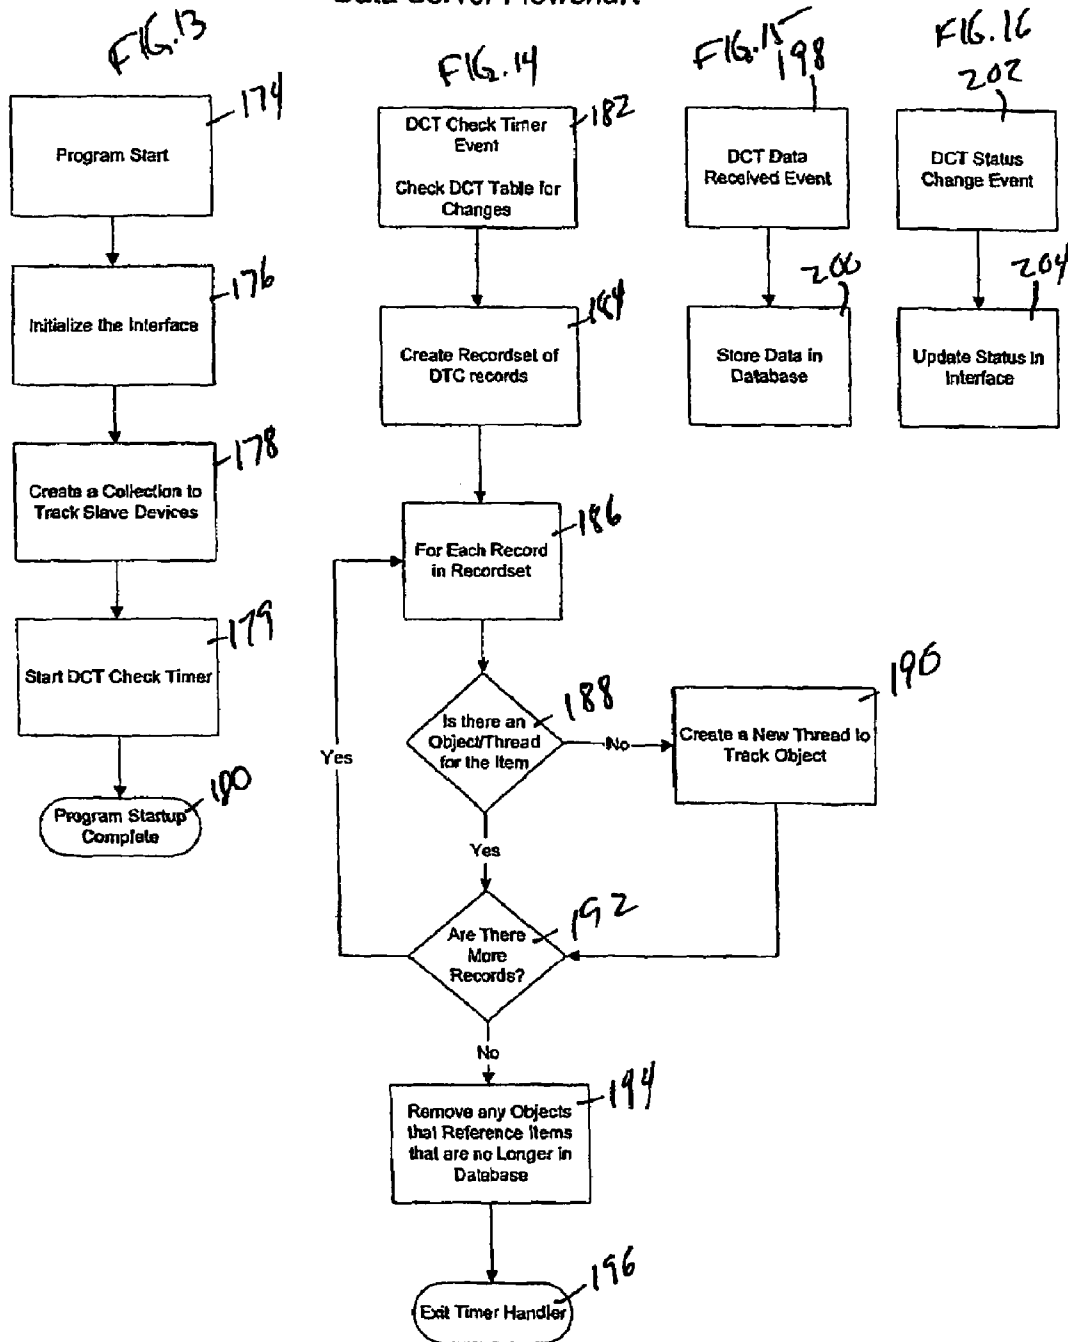 Data Server Flowchart
FIG.13
174
Program Start
176
Initialize the Interface
178
Create a Collection to
Track Slave Devices
179
Start DCT Check Timer
180
Program Startup
Complete
FIG.14
182
DCT Check Timer
Event
Check DCT Table for
Changes
184
Create Recordset of
DTC records
186
For Each Record
in Recordset
188
Is there an
Object/Thread
for the Item
No
190
Create a New Thread to
Track Object
Yes
Yes
192
Are There
More
Records?
No
194
Remove any Objects
that Reference Items
that are no Longer in
Database
196
Exit Timer Handler
FIG.15
198
DCT Data
Received Event
200
Store Data in
Database
FIG.16
202
DCT Status
Change Event
204
Update Status in
Interface